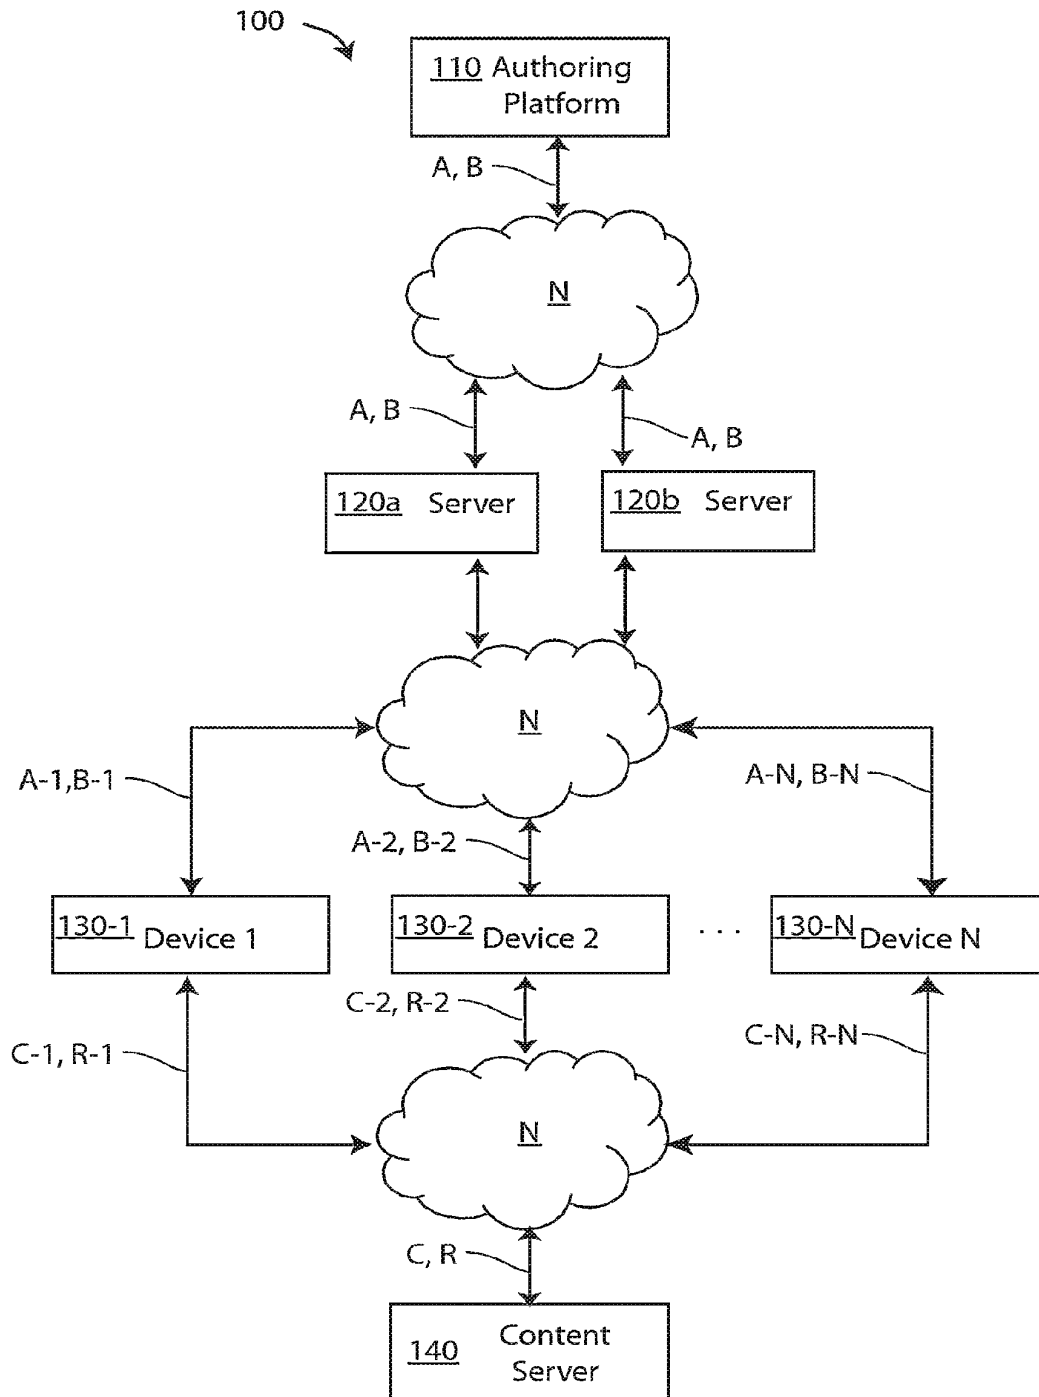 100
110 Authoring
Platform
A, B
N
A, B
A, B
120a Server
120b Server
N
A-1,B-1
A-N, B-N
A-2, B-2
130-1 Device 1
130-2 Device 2
. . .
130-N Device N
C-2, R-2
C-1, R-1
C-N, R-N
N
C, R
140 Content
Server